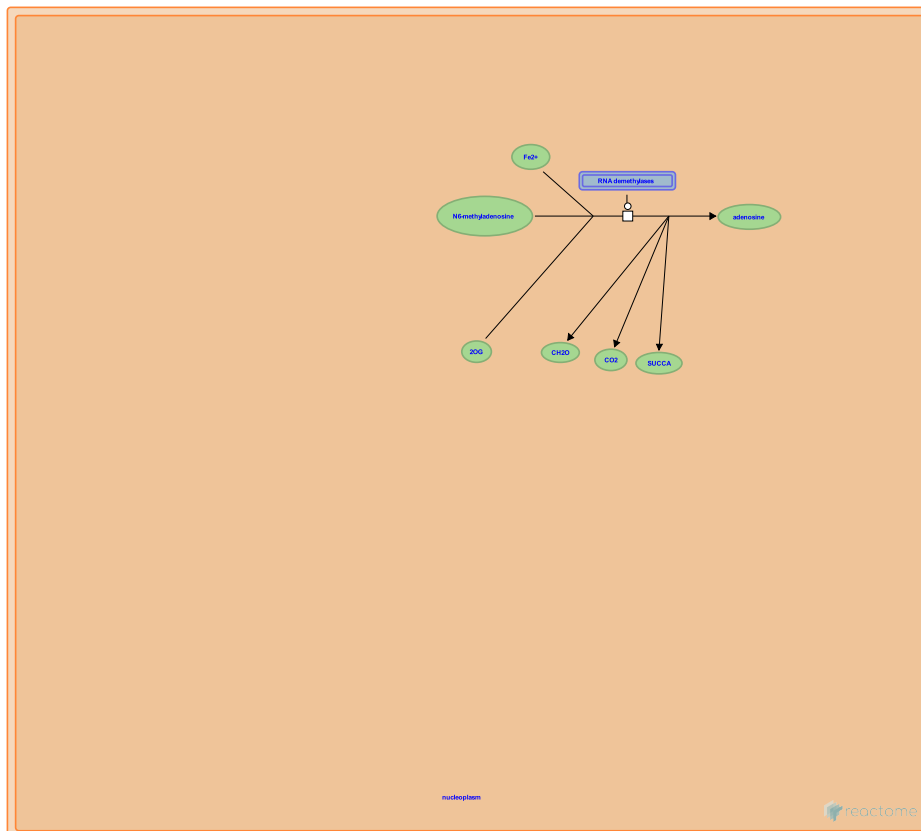 Fe2+
RNA demethylases
N6-methyladenosine
adenosine
2OG
CH2O
CO2
SUCCA
nucleoplasm
reactome